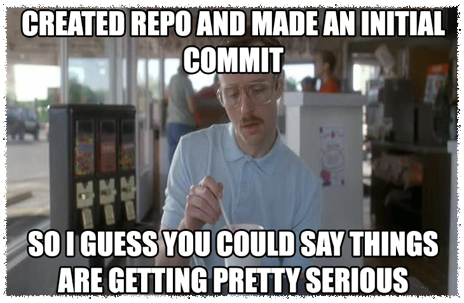 CREATED REPO AND MADE AN INITIAL
COMMIT
SO I GUESS YOU COULD SAY THINGS
ARE GETTING PRETTY SERIOUS